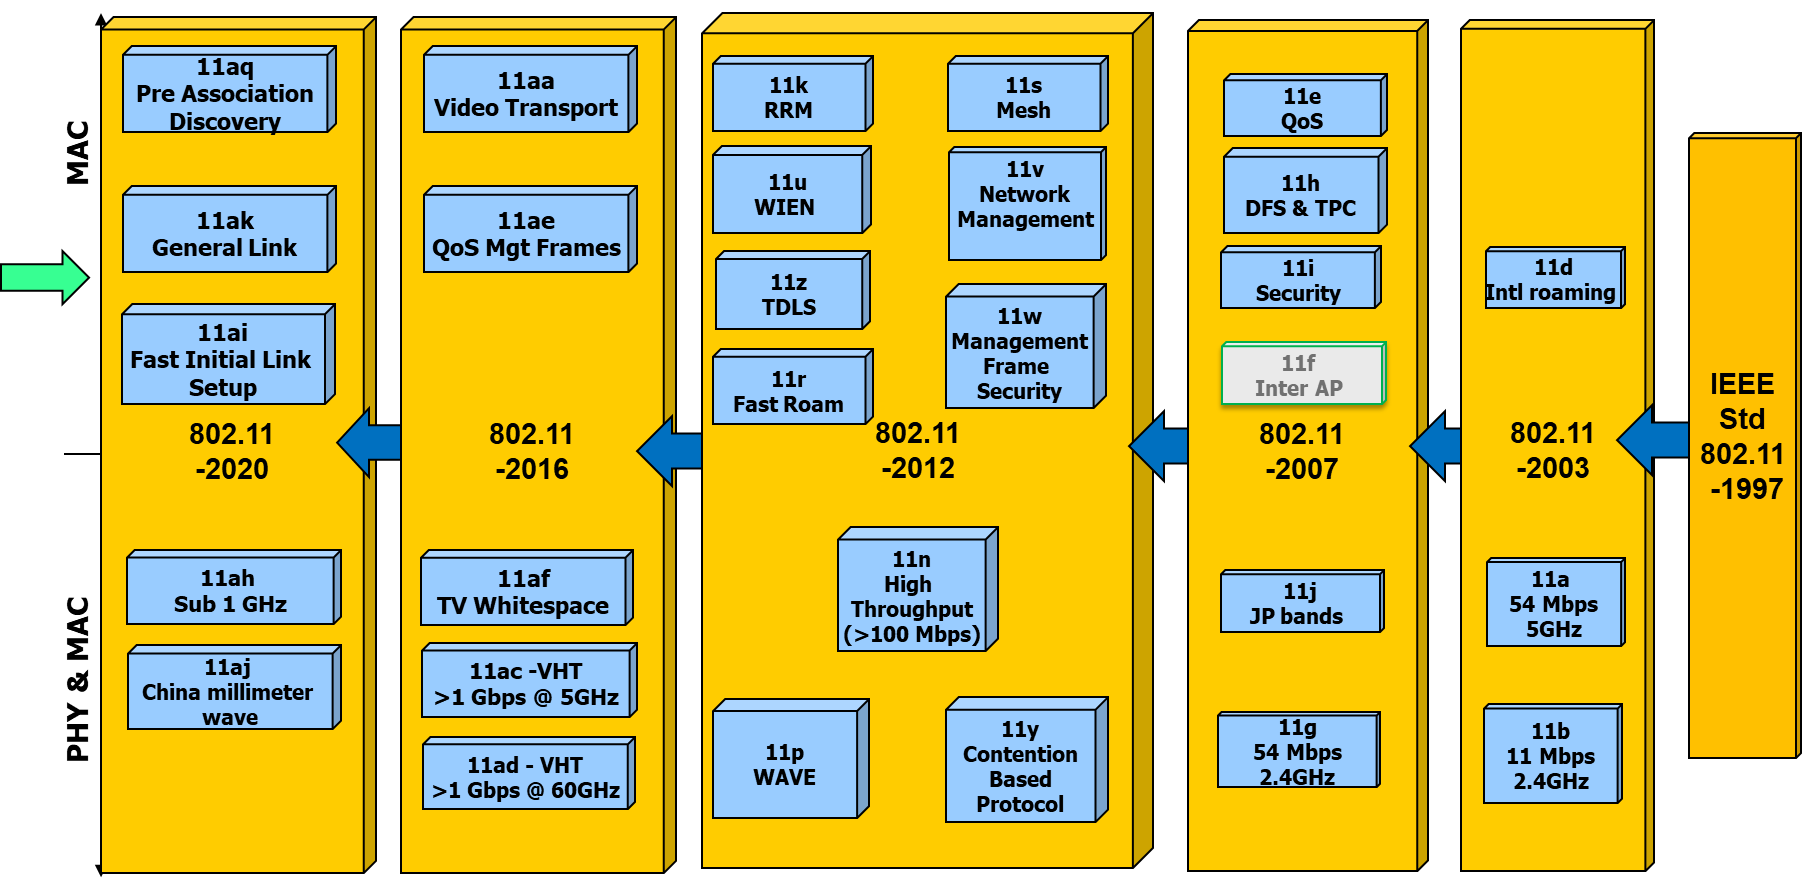 MAC
PHY & MAC
11aq
Pre Association
Discovery
11ak
General Link
11ai
Fast Initial Link
Setup
802.11
-2020
11ah
Sub 1 GHz
11aj
China millimeter
wave
11aa
Video Transport
11ae
QoS Mgt Frames
802.11
-2016
11af
TV Whitespace
11ac -VHT
>1 Gbps @ 5GHz
11ad - VHT
>1 Gbps @ 60GHz
11k
RRM
11s
Mesh
11u
WIEN
11v
Network
Management
11z
TDLS
11w
Management
Frame
Security
11r
Fast Roam
802.11
-2012
11n
High
Throughput
(>100 Mbps)
11p
WAVE
11y
Contention
Based
Protocol
11e
QoS
11h
DFS & TPC
11i
Security
11f
Inter AP
802.11
-2007
11j
JP bands
11g
54 Mbps
2.4GHz
11d
Intl roaming
802.11
-2003
11a
54 Mbps
5GHz
11b
11 Mbps
2.4GHz
IEEE
Std
802.11
-1997